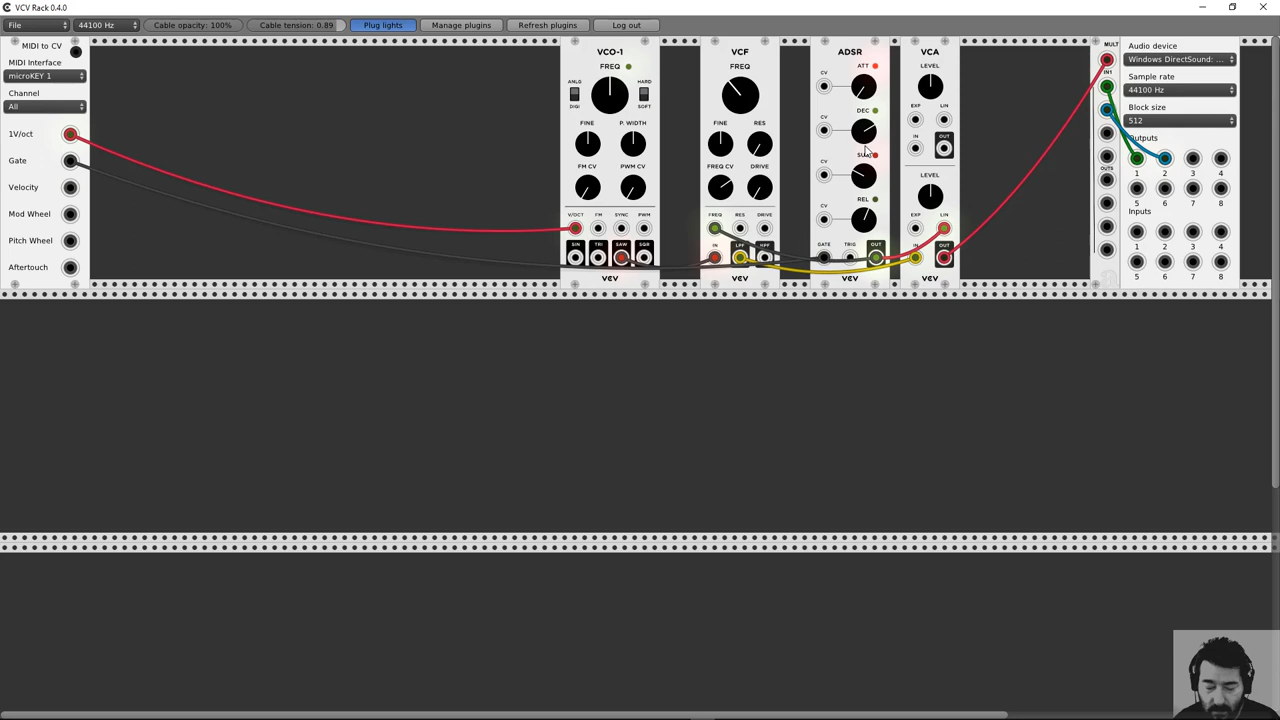 VCV Rack 0.4.0
File
44100 Hz
Cable opacity: 100%
Cable tension: 0.89
Plug lights
Manage plugins
Refresh plugins
Log out
MIDI to CV
MIDI Interface
microKEY 1
Channel
All
1V/oct
Gate
Velocity
Mod Wheel
Pitch Wheel
Aftertouch
VCO-1
FREQ
ANLG HARD
DIGI SOFT
FINE P. WIDTH
FM CV PWM CV
V/OCT FM SYNC PWM
SIN TRI SAW SQR
VCV
VCF
FREQ
FINE RES
FREQ CV DRIVE
FREQ RES DRIVE
IN LPF HPF
VCV
ADSR
ATT
CV
DEC
CV
CV
REL
CV
GATE TRIG OUT
VCV
VCA
LEVEL
EXP LIN
IN OUT
LEVEL
EXP LIN
IN OUT
VCV
MULT
IN1
OUTS
Audio device
Windows DirectSound: ...
Sample rate
44100 Hz
Block size
512
Outputs
1 2 3 4
5 6 7 8
Inputs
1 2 3 4
5 6 7 8